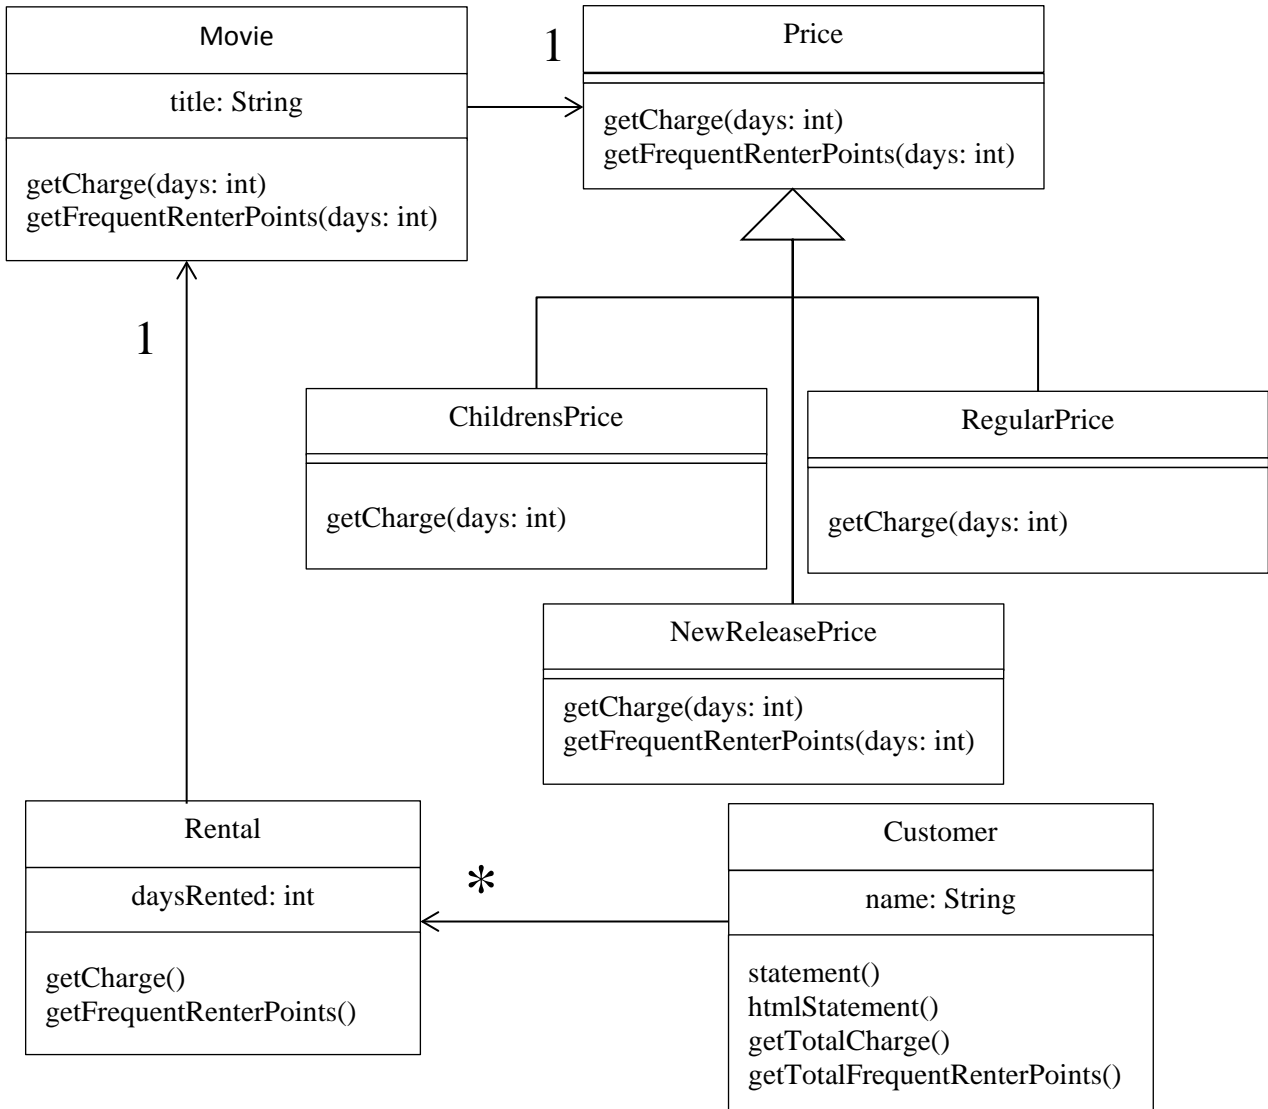 Movie
title: String
getCharge(days: int)
getFrequentRenterPoints(days: int)
1
Price
getCharge(days: int)
getFrequentRenterPoints(days: int)
1
ChildrensPrice
getCharge(days: int)
RegularPrice
getCharge(days: int)
NewReleasePrice
getCharge(days: int)
getFrequentRenterPoints(days: int)
Rental
daysRented: int
getCharge()
getFrequentRenterPoints()
*
Customer
name: String
statement()
htmlStatement()
getTotalCharge()
getTotalFrequentRenterPoints()